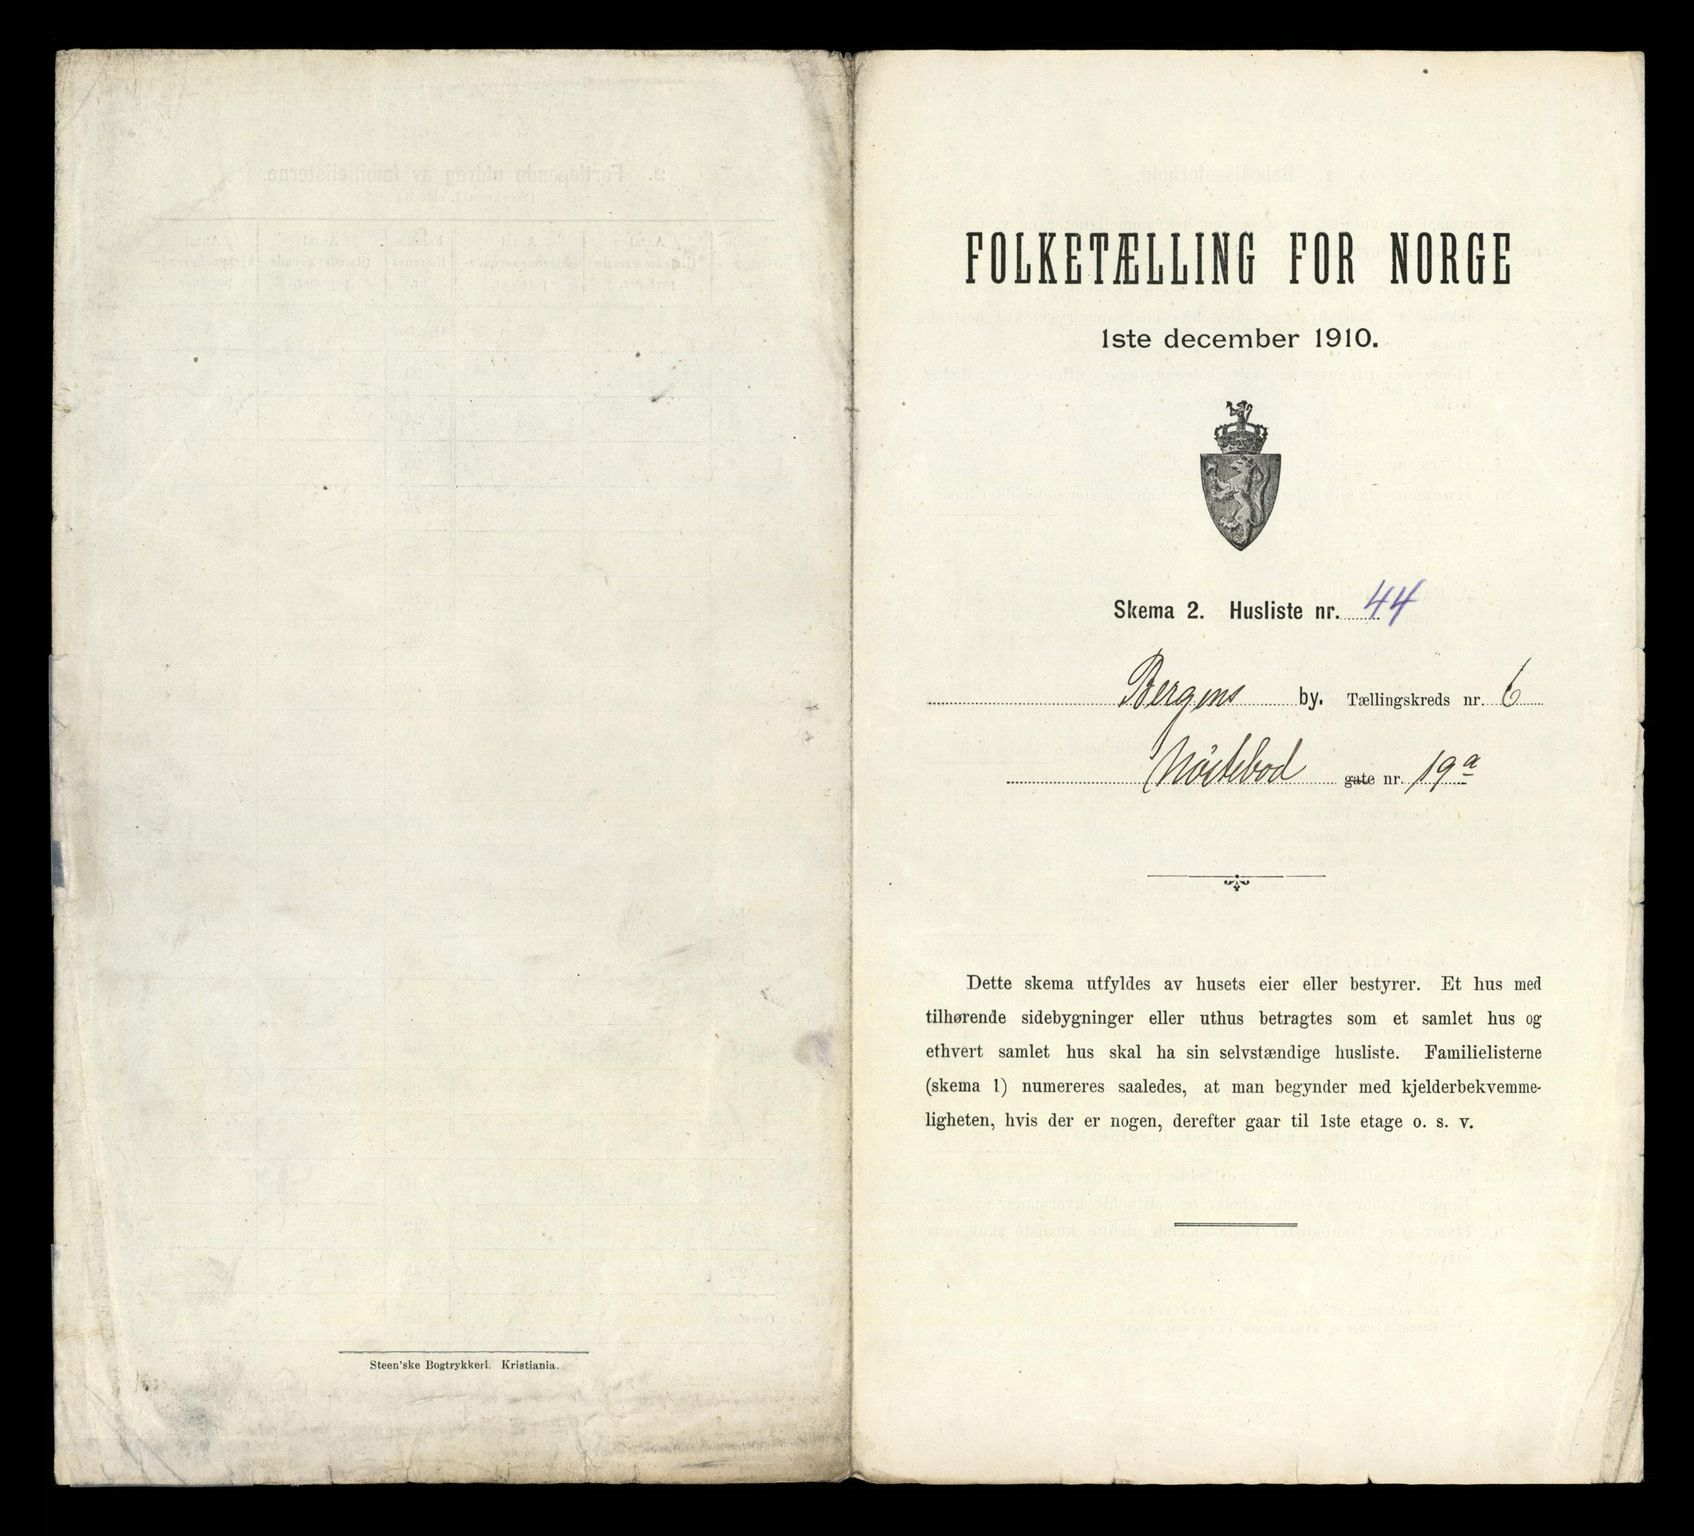 Steen'ske Bogtrykkeri. Kristiania.
FOLKETÆLLING FOR NORGE
1ste december 1910.
Skema 2. Husliste nr. 44
Bergens by. Tællingskreds nr. 6
Nöstebod gate nr. 19a
Dette skema utfyldes av husets eier eller bestyrer. Et hus med
tilhørende sidebygninger eller uthus betragtes som et samlet hus og
ethvert samlet hus skal ha sin selvstændige husliste. Familielisterne
(skema 1) numereres saaledes, at man begynder med kjelderbekvemme-
ligheten, hvis der er nogen, derefter gaar til 1ste etage o. s. v.